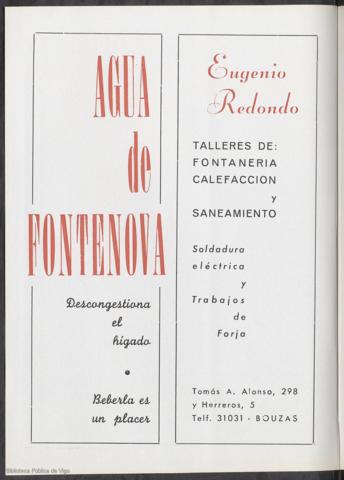 AGUA
de
FONTENOVA
Descongestiona
el
hígado
Beberla es
un placer
Eugenio
Redondo
TALLERES DE:
FONTANERIA
CALEFACCION
y
SANEAMIENTO
Soldadura
eléctrica
y
Trabajos
de
Forja
Tomás A. Alonso, 298
y Herreros, 5
Telf. 31031 - BOUZAS
Biblioteca Pública de Vigo